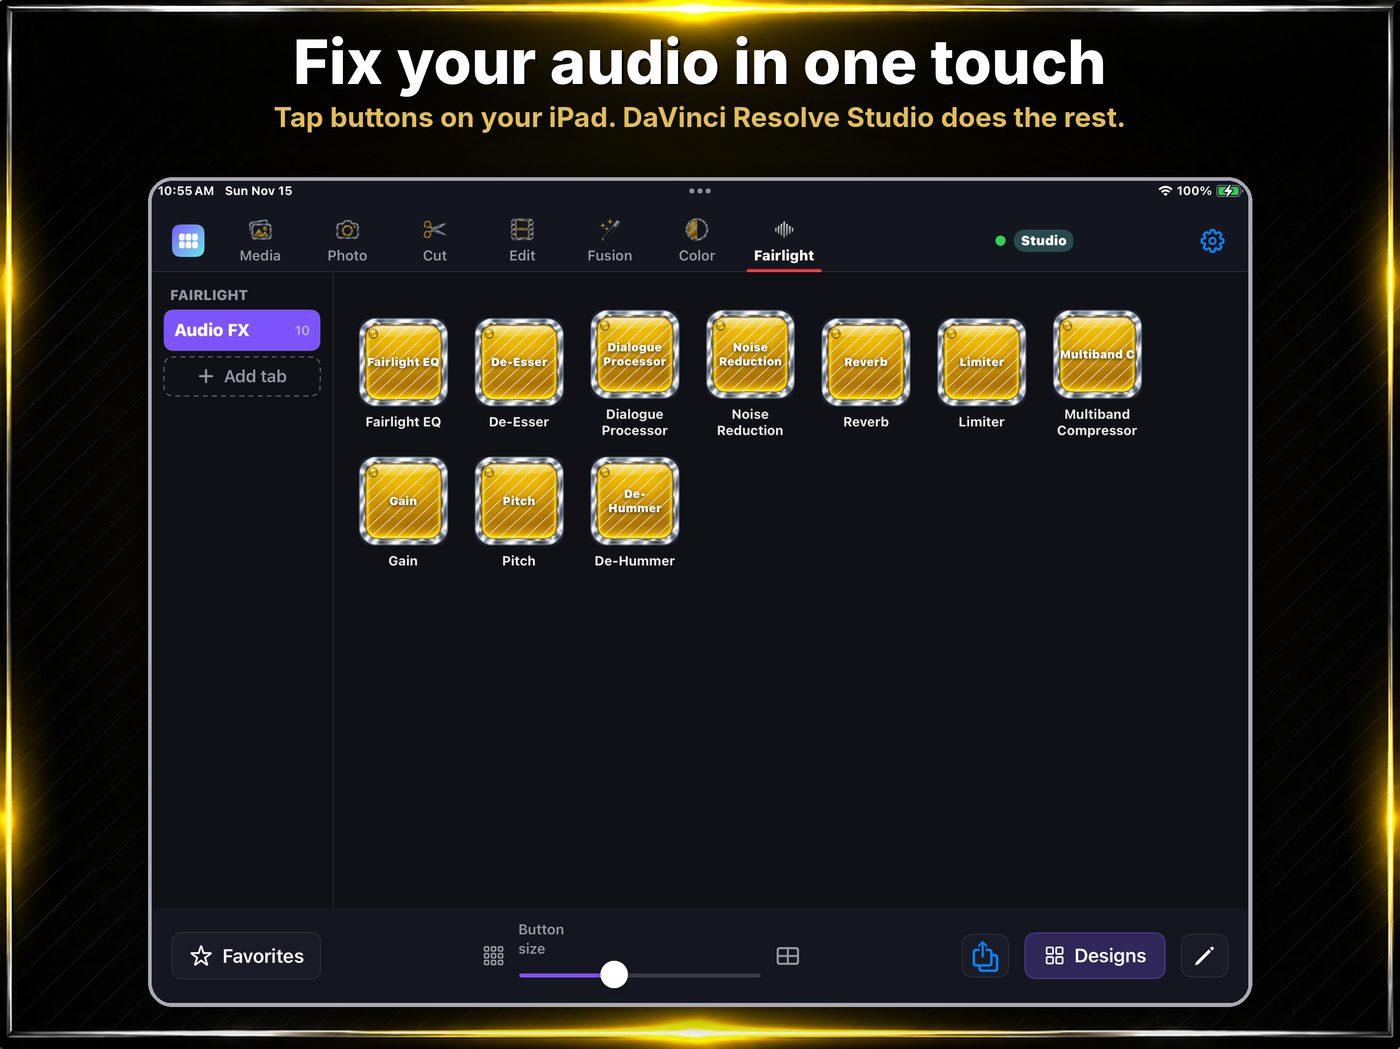 Fix your audio in one touch
Tap buttons on your iPad. DaVinci Resolve Studio does the rest.
10:55 AM Sun Nov 15
100%
Media
Photo
Cut
Edit
Fusion
Color
Fairlight
Studio
FAIRLIGHT
Audio FX 10
+ Add tab
Fairlight EQ
De-Esser
Dialogue
Processor
Noise
Reduction
Reverb
Limiter
Multiband C
Fairlight EQ
De-Esser
Dialogue
Processor
Noise
Reduction
Reverb
Limiter
Multiband
Compressor
Gain
Pitch
De-
Hummer
Gain
Pitch
De-Hummer
Favorites
Button
size
Designs